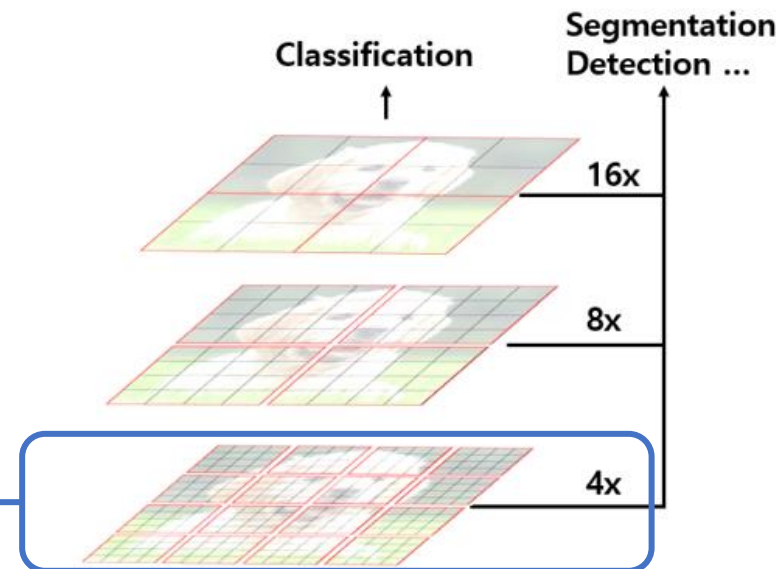 Classification
Segmentation
Detection ...
16x
8x
4x